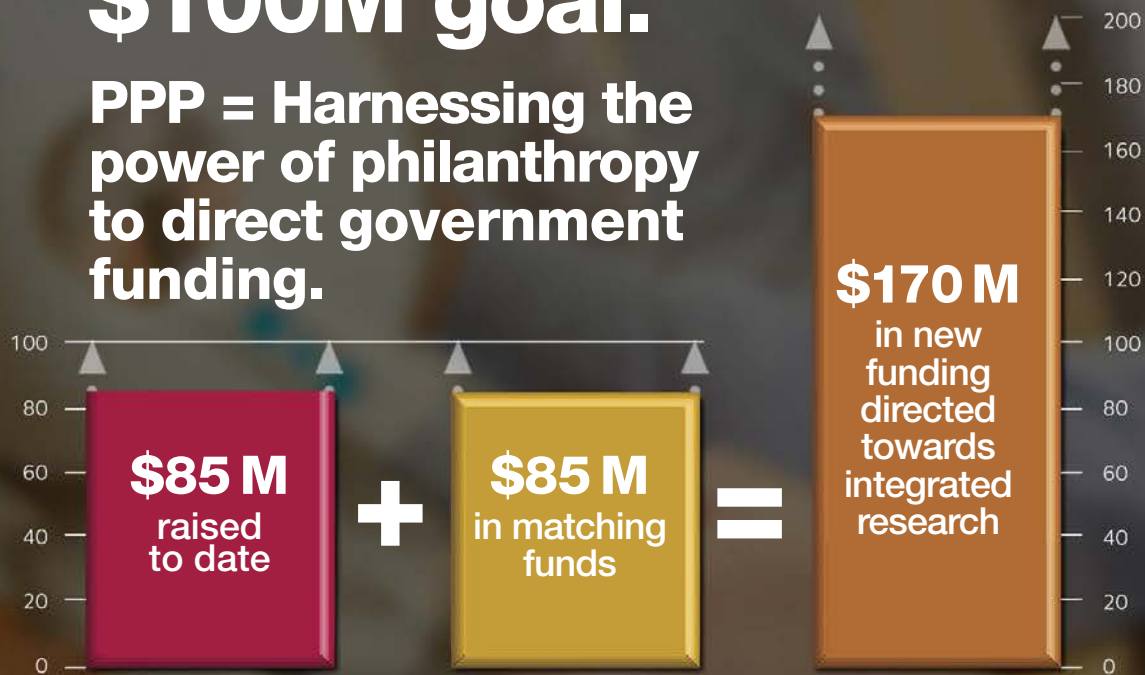 $100M goal.
PPP = Harnessing the
power of philanthropy
to direct government
funding.
100
80
60
40
20
0
$85 M
raised
to date
+
$85 M
in matching
funds
=
$170 M
in new
funding
directed
towards
integrated
research
200
180
160
140
120
100
80
60
40
20
0